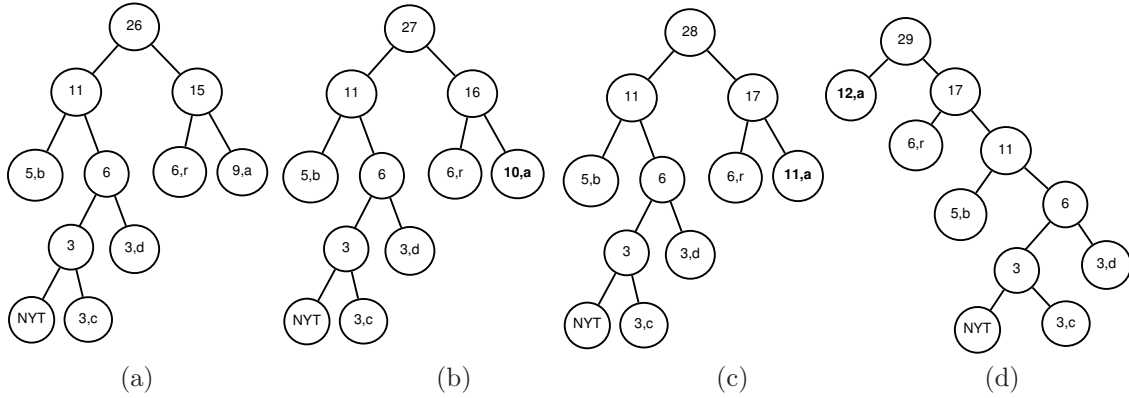 26
11
15
5,b
6
6,r
9,a
3
3,d
NYT
3,c
(a)
27
11
16
5,b
6
6,r
10,a
3
3,d
NYT
3,c
(b)
28
11
17
5,b
6
6,r
11,a
3
3,d
NYT
3,c
(c)
29
12,a
17
6,r
11
5,b
6
3
3,d
NYT
3,c
(d)